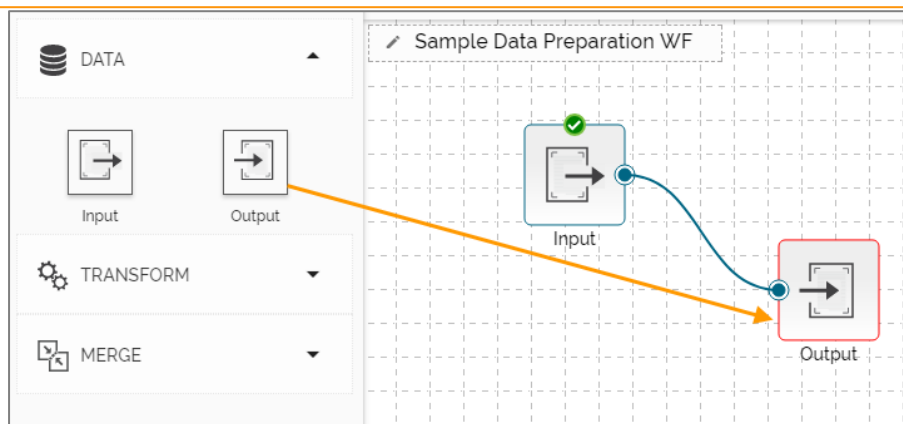 DATA
Input
Output
TRANSFORM
MERGE
Sample Data Preparation WF
Input
Output